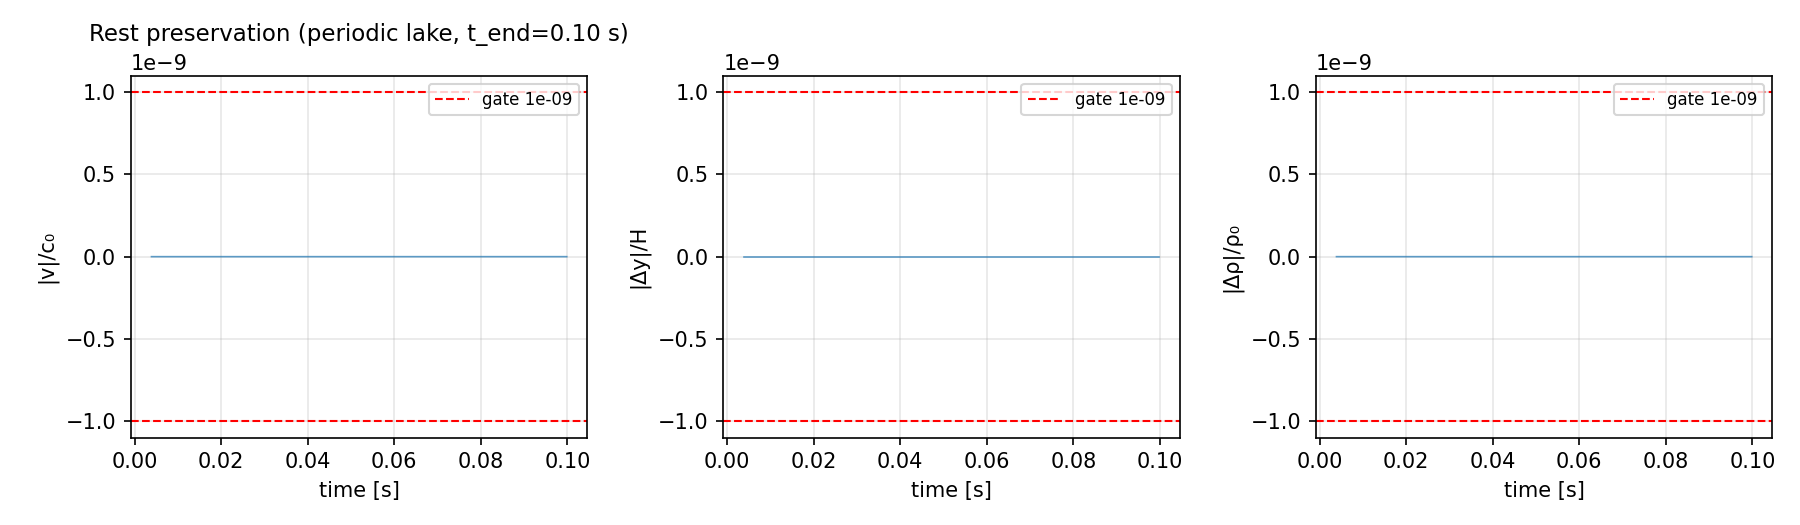 Rest preservation (periodic lake, t_end=0.10 s)
1e−9
1.0
0.5
0.0
−0.5
−1.0
|v|/c₀
gate 1e-09
0.00 0.02 0.04 0.06 0.08 0.10
time [s]
1e−9
1.0
0.5
0.0
−0.5
−1.0
|Δy|/H
gate 1e-09
0.00 0.02 0.04 0.06 0.08 0.10
time [s]
1e−9
1.0
0.5
0.0
−0.5
−1.0
|Δρ|/ρ₀
gate 1e-09
0.00 0.02 0.04 0.06 0.08 0.10
time [s]